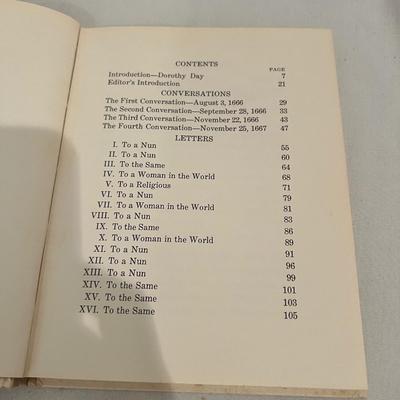 CONTENTS
PAGE
Introduction—Dorothy Day 7
Editor's Introduction 21
CONVERSATIONS
The First Conversation—August 3, 1666 29
The Second Conversation—September 28, 1666 33
The Third Conversation—November 22, 1666 43
The Fourth Conversation—November 25, 1667 47
LETTERS
I. To a Nun 55
II. To a Nun 60
III. To the Same 64
IV. To a Woman in the World 68
V. To a Religious 71
VI. To a Nun 79
VII. To a Woman in the World 81
VIII. To a Nun 83
IX. To the Same 86
X. To a Woman in the World 89
XI. To a Nun 91
XII. To a Nun 96
XIII. To a Nun 99
XIV. To the Same 101
XV. To the Same 103
XVI. To the Same 105